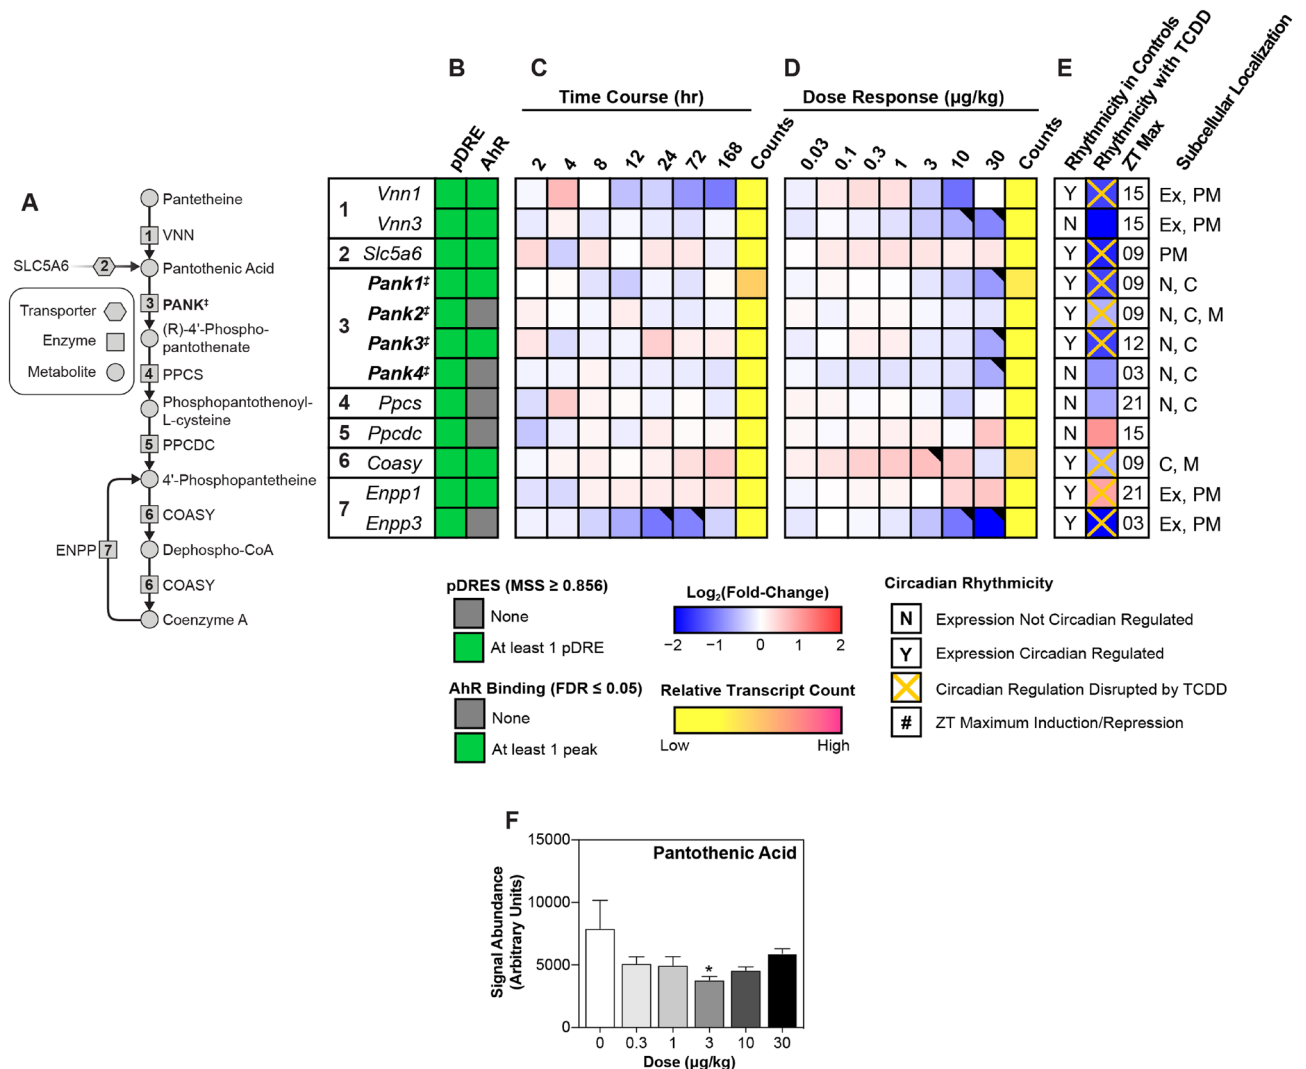 A
Pantetheine
1 VNN
SLC5A6 2 Pantothenic Acid
3 PANK‡
(R)-4'-Phospho-
pantothenate
4 PPCS
Phosphopantothenoyl-
L-cysteine
5 PPCDC
4'-Phosphopantetheine
6 COASY
ENPP 7 Dephospho-CoA
6 COASY
Coenzyme A
Transporter
Enzyme
Metabolite
B
pDRE AhR
C
Time Course (hr)
2 4 8 12 24 72 168 Counts
D
Dose Response (µg/kg)
0.03 0.1 0.3 1 3 10 30 Counts
E
Rhythmicity in Controls
Rhythmicity with TCDD
ZT Max
Subcellular Localization
1 Vnn1 Y 15 Ex, PM
Vnn3 N 15 Ex, PM
2 Slc5a6 Y 09 PM
3 Pank1‡ Y 09 N, C
Pank2‡ Y 09 N, C, M
Pank3‡ Y 12 N, C
Pank4‡ N 03 N, C
4 Ppcs N 21 N, C
5 Ppcdc N 15
6 Coasy Y 09 C, M
7 Enpp1 Y 21 Ex, PM
Enpp3 Y 03 Ex, PM
pDRES (MSS ≥ 0.856)
None
At least 1 pDRE
AhR Binding (FDR ≤ 0.05)
None
At least 1 peak
Log₂(Fold-Change)
−2 −1 0 1 2
Relative Transcript Count
Low High
Circadian Rhythmicity
N Expression Not Circadian Regulated
Y Expression Circadian Regulated
Circadian Regulation Disrupted by TCDD
# ZT Maximum Induction/Repression
F
Pantothenic Acid
Signal Abundance
(Arbitrary Units)
15000
10000
5000
0
*
0 0.3 1 3 10 30
Dose (µg/kg)